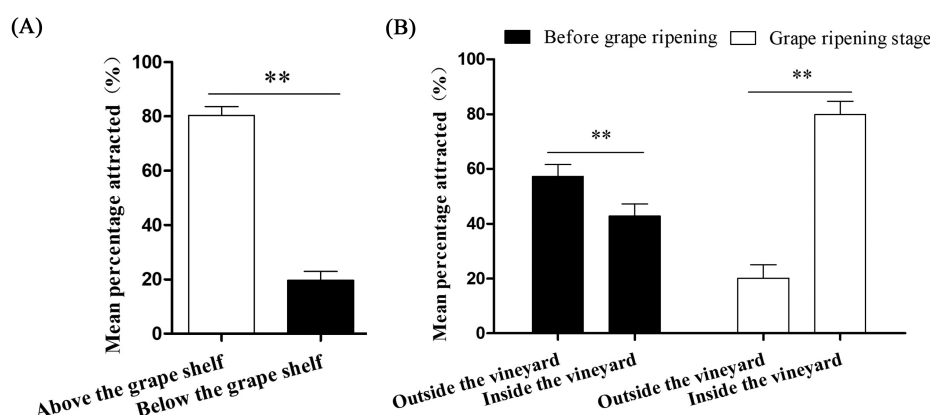 (A)
Mean percentage attracted（%）
100
80
60
40
20
0
**
Above the grape shelf
Below the grape shelf
(B)
Before grape ripening
Grape ripening stage
Mean percentage attracted（%）
100
80
60
40
20
0
**
**
Outside the vineyard
Inside the vineyard
Outside the vineyard
Inside the vineyard